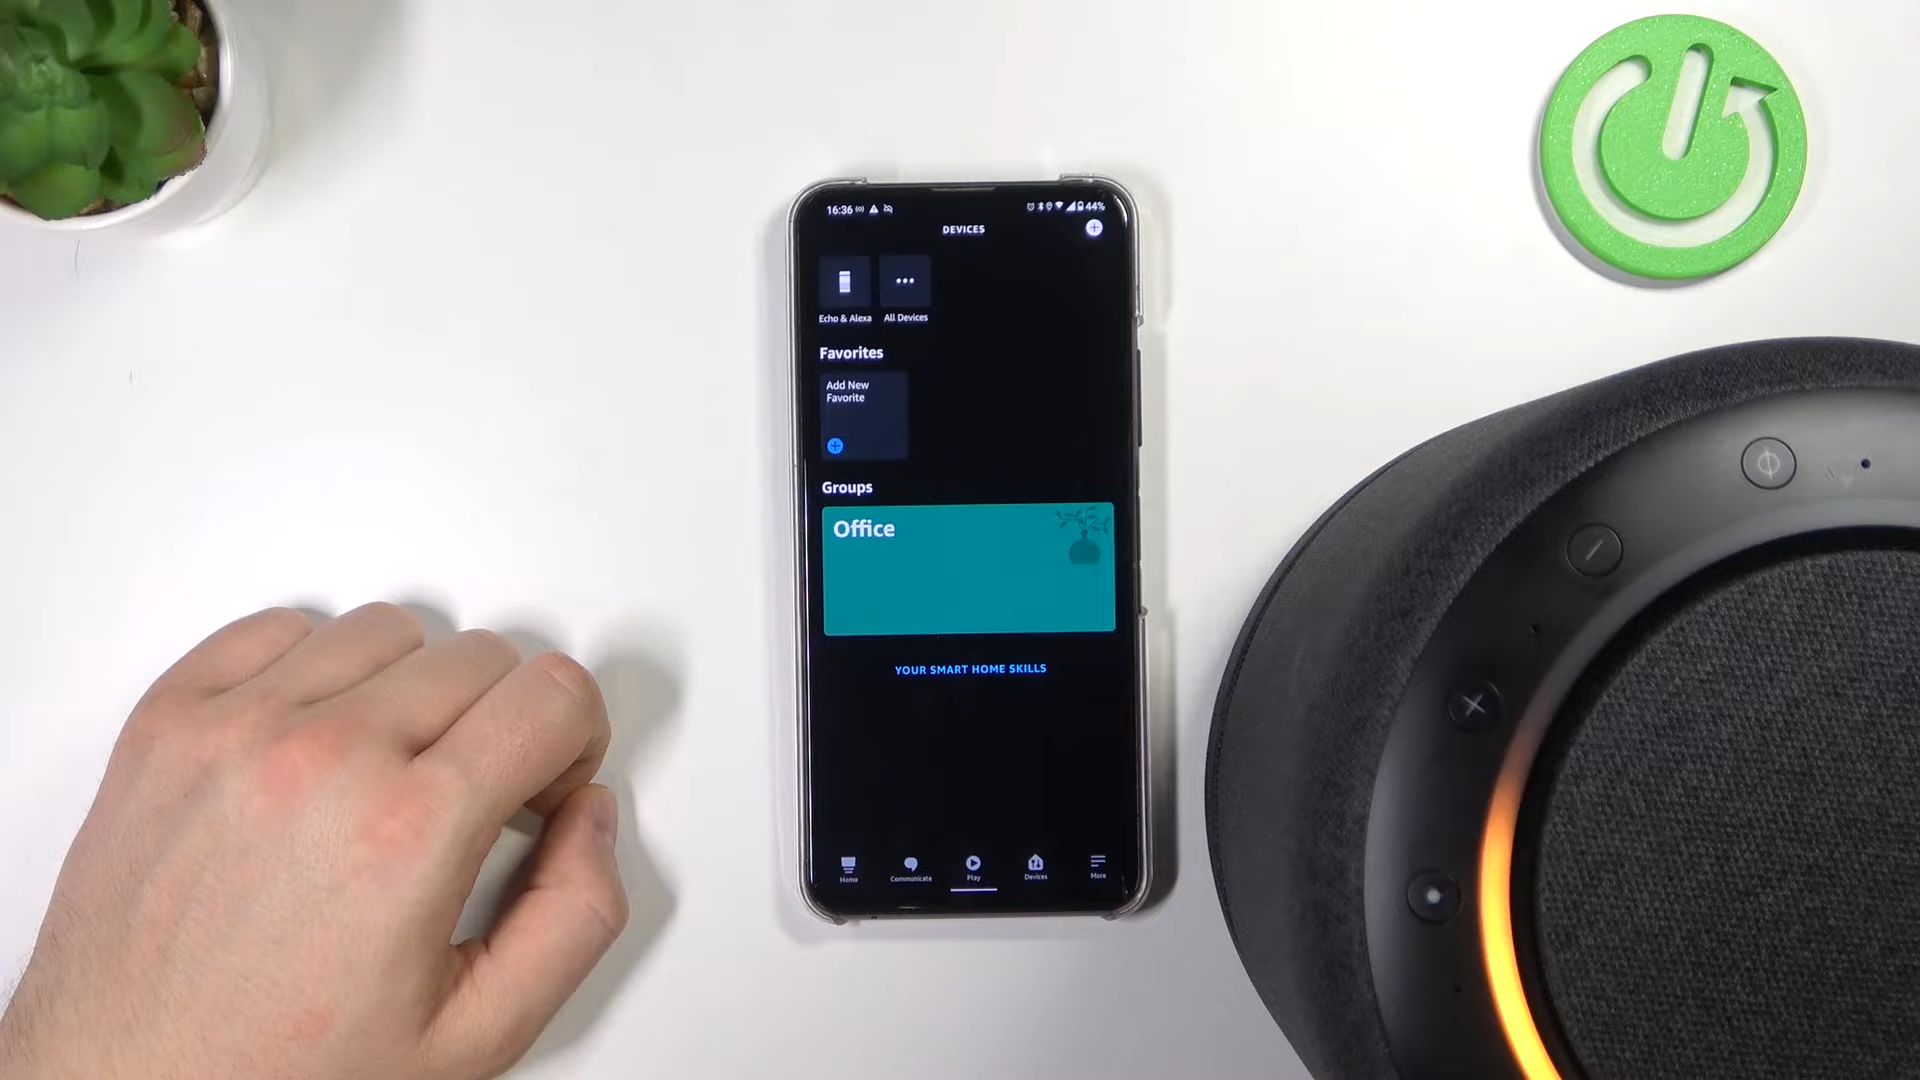 16:36
44%
DEVICES
Echo & Alexa
All Devices
Favorites
Add New
Favorite
Groups
Office
YOUR SMART HOME SKILLS
Home
Communicate
Play
Devices
More